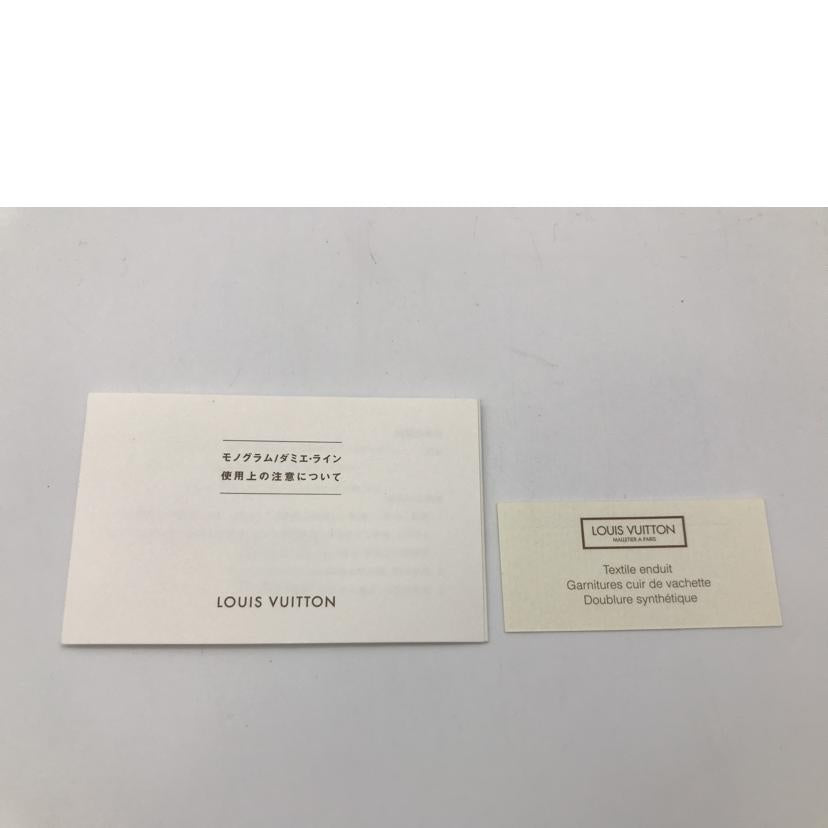 モノグラム/ダミエ・ライン
使用上の注意について
LOUIS VUITTON
LOUIS VUITTON
MALLETIER A PARIS
Textile enduit
Garnitures cuir de vachette
Doublure synthétique